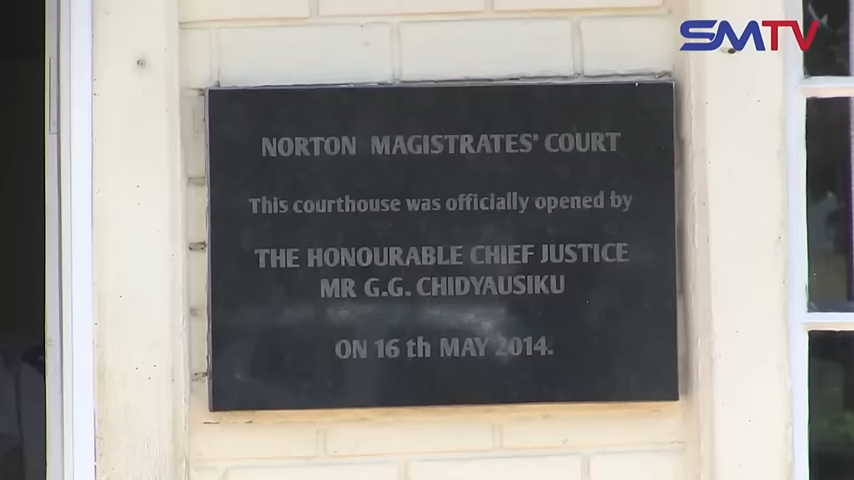 SMTV
NORTON MAGISTRATES' COURT
This courthouse was officially opened by
THE HONOURABLE CHIEF JUSTICE
MR G.G. CHIDYAUSIKU
ON 16 th MAY 2014.